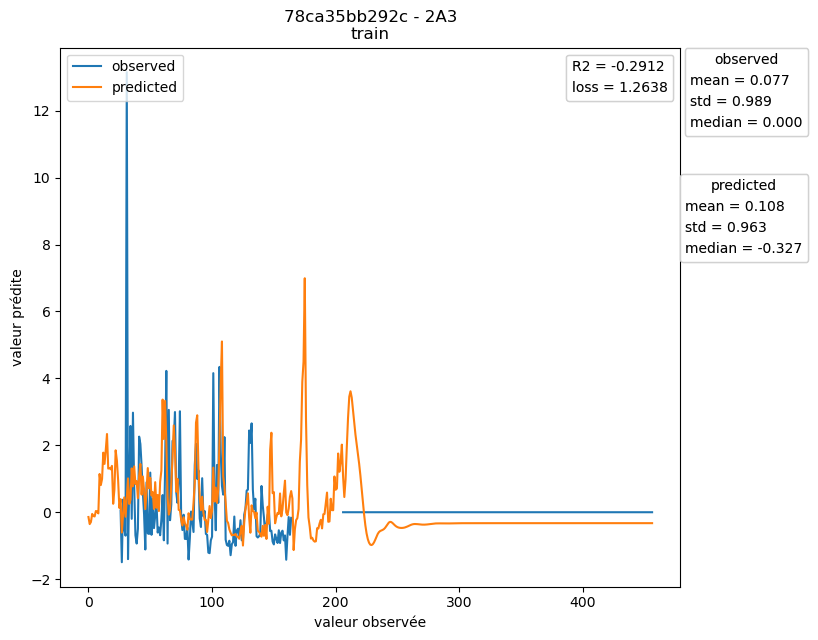 78ca35bb292c - 2A3
train
observed
predicted
R2 = -0.2912
loss = 1.2638
observed
mean = 0.077
std = 0.989
median = 0.000
predicted
mean = 0.108
std = 0.963
median = -0.327
valeur prédite
12
10
8
6
4
2
0
−2
0 100 200 300 400
valeur observée